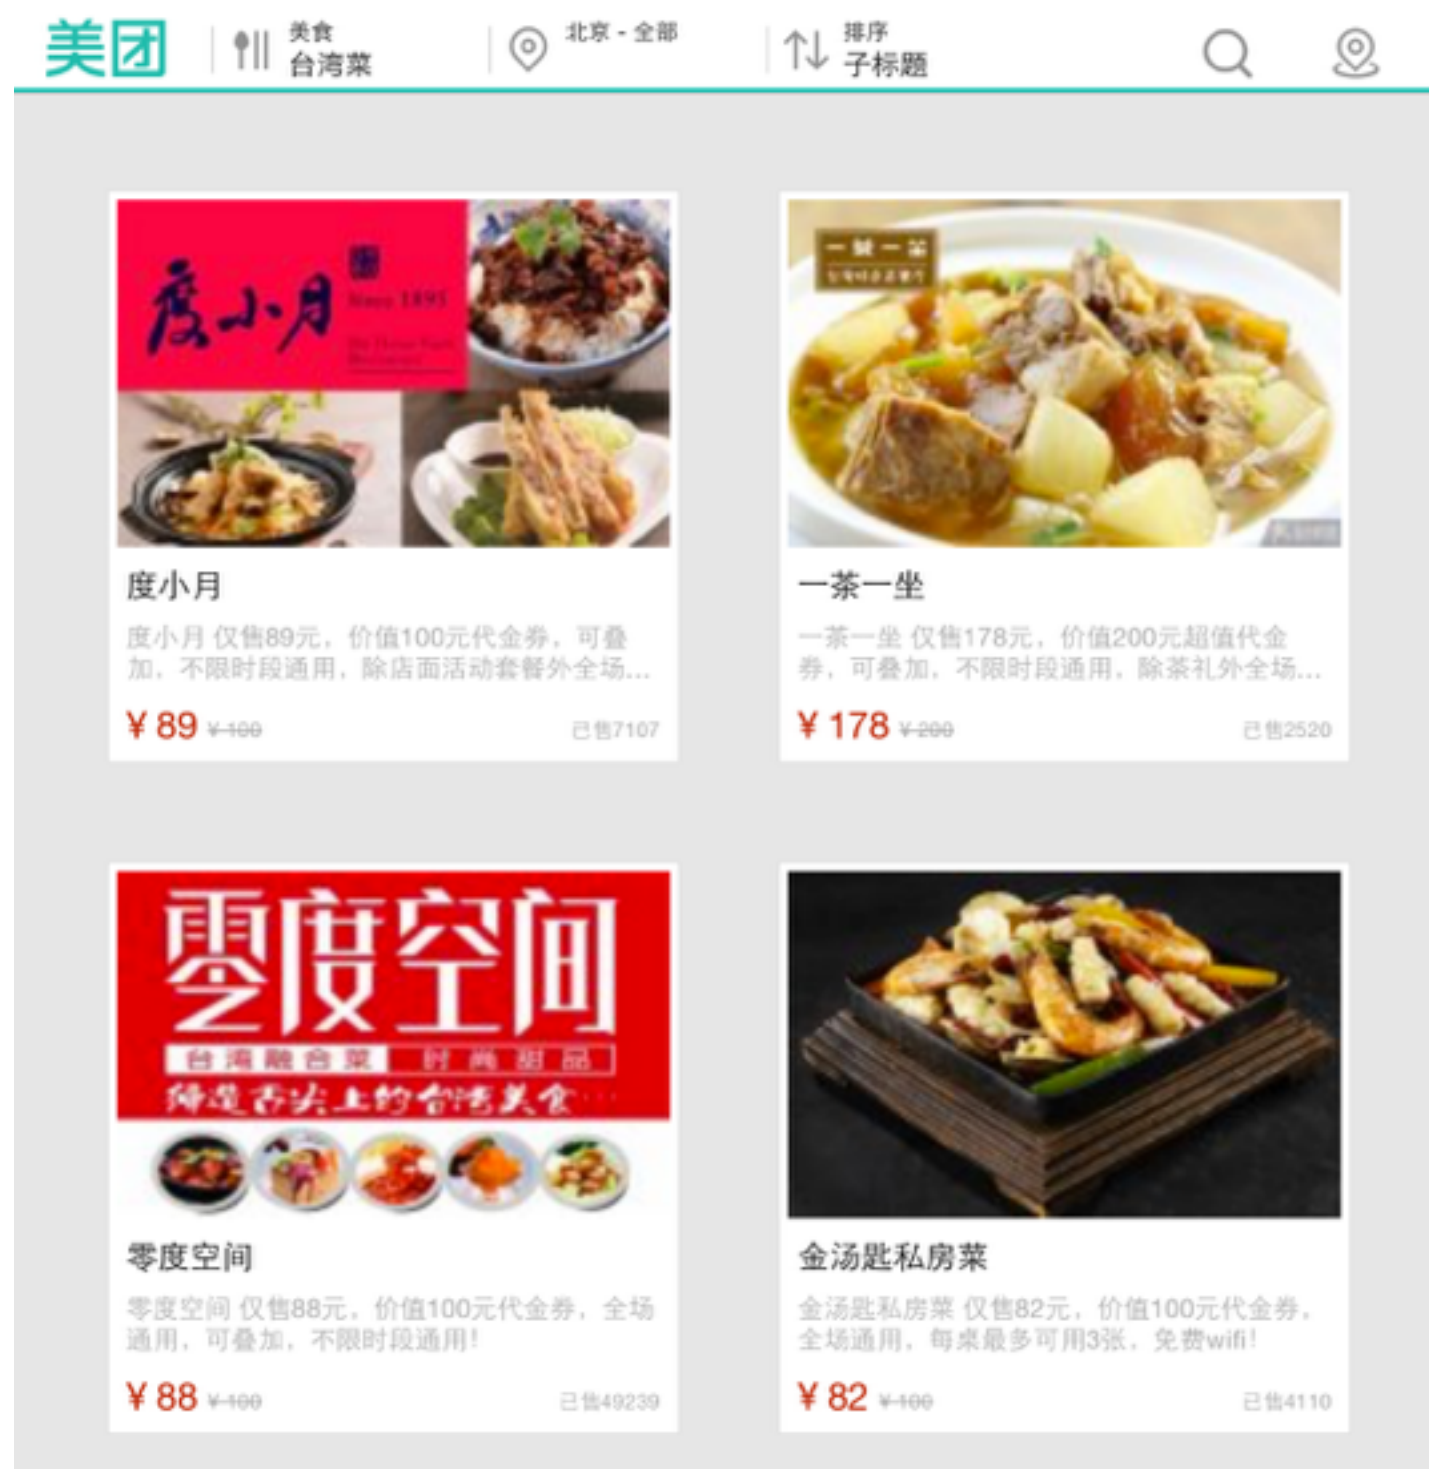 美团
美食
台湾菜
北京 - 全部
排序
子标题
度小月
Since 1895
度小月
度小月 仅售89元，价值100元代金券，可叠
加，不限时段通用，除店面活动套餐外全场...
¥ 89 ¥ 100
已售7107
一茶一坐
一茶一坐
一茶一坐 仅售178元，价值200元超值代金
券，可叠加，不限时段通用，除茶礼外全场...
¥ 178 ¥ 200
已售2520
零度空间
台湾融合菜 时尚甜品
缔造舌尖上的台湾美食···
零度空间
零度空间 仅售88元，价值100元代金券，全场
通用，可叠加，不限时段通用！
¥ 88 ¥ 100
已售49239
金汤匙私房菜
金汤匙私房菜 仅售82元，价值100元代金券，
全场通用，每桌最多可用3张，免费wifi！
¥ 82 ¥ 100
已售4110